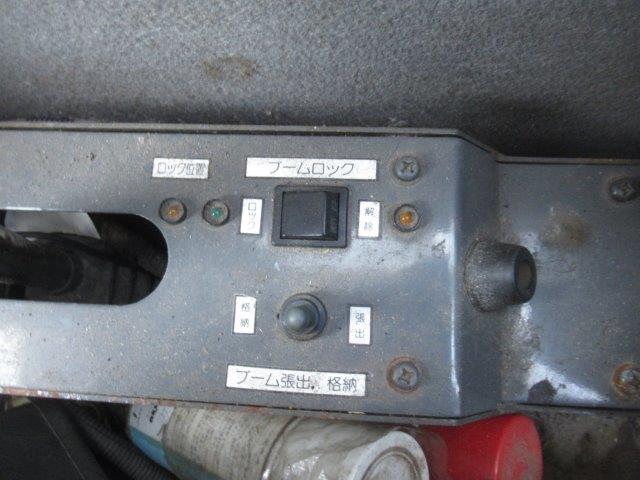 ロック位置
ブームロック
ロック
解除
格納
張出
ブーム張出，格納